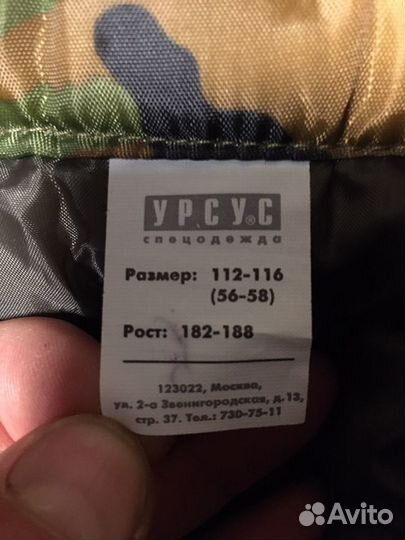 УРСУС®
спецодежда
Размер: 112-116
(56-58)
Рост: 182-188
123022, Москва,
ул. 2-а Звенигородская, д.13,
стр. 37. Тел.: 730-75-11
Avito